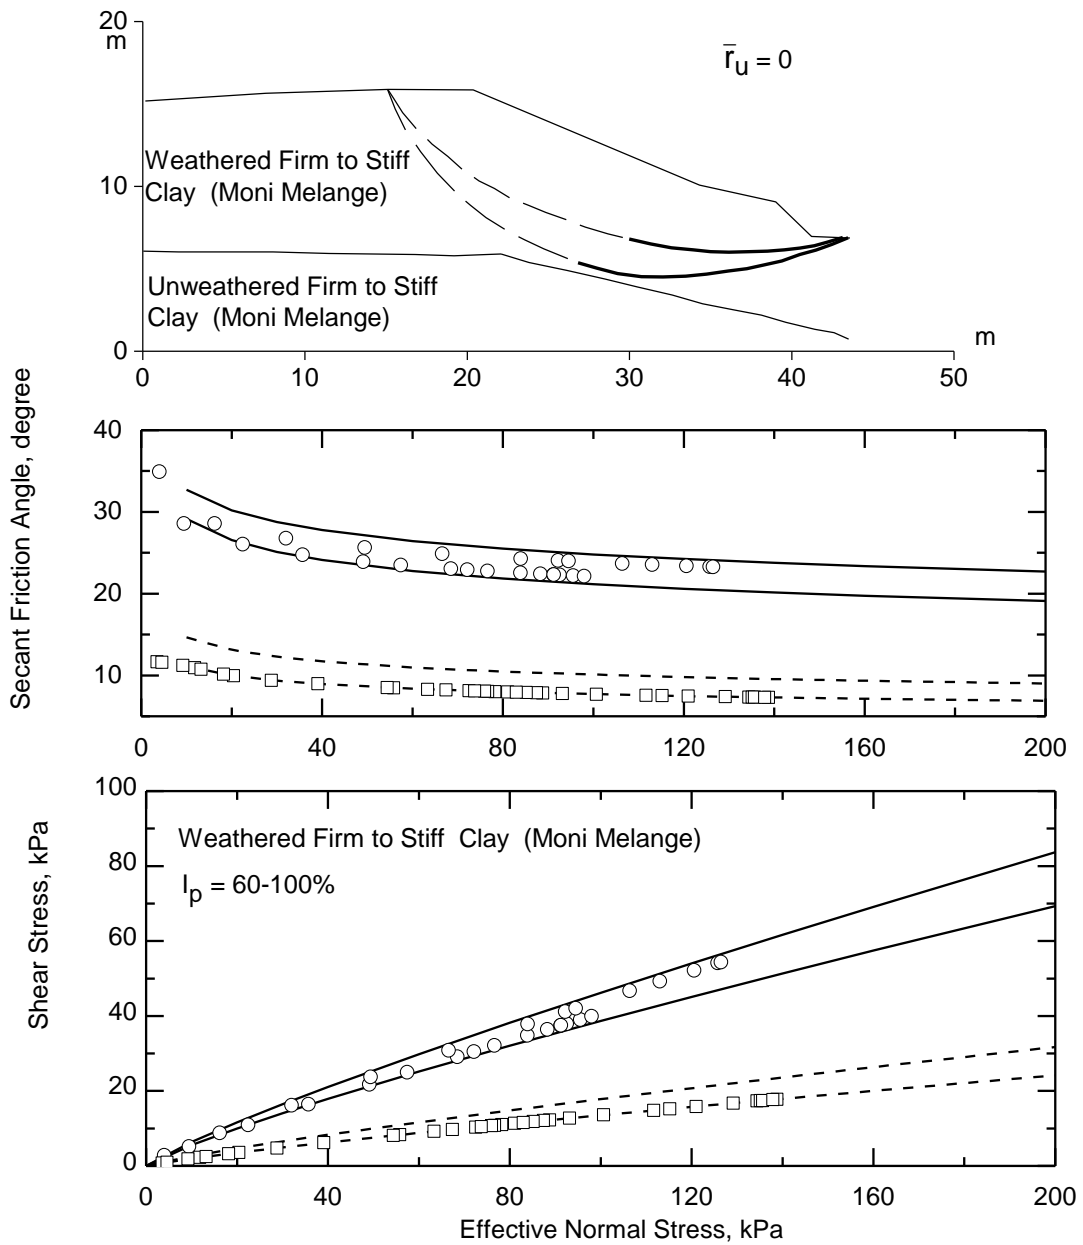 20
m
r̄u = 0
Weathered Firm to Stiff
10
Clay (Moni Melange)
Unweathered Firm to Stiff
Clay (Moni Melange)
m
0
0 10 20 30 40 50
Secant Friction Angle, degree
40
30
20
10
0 40 80 120 160 200
Shear Stress, kPa
100
Weathered Firm to Stiff Clay (Moni Melange)
80
Ip = 60-100%
60
40
20
0
0 40 80 120 160 200
Effective Normal Stress, kPa